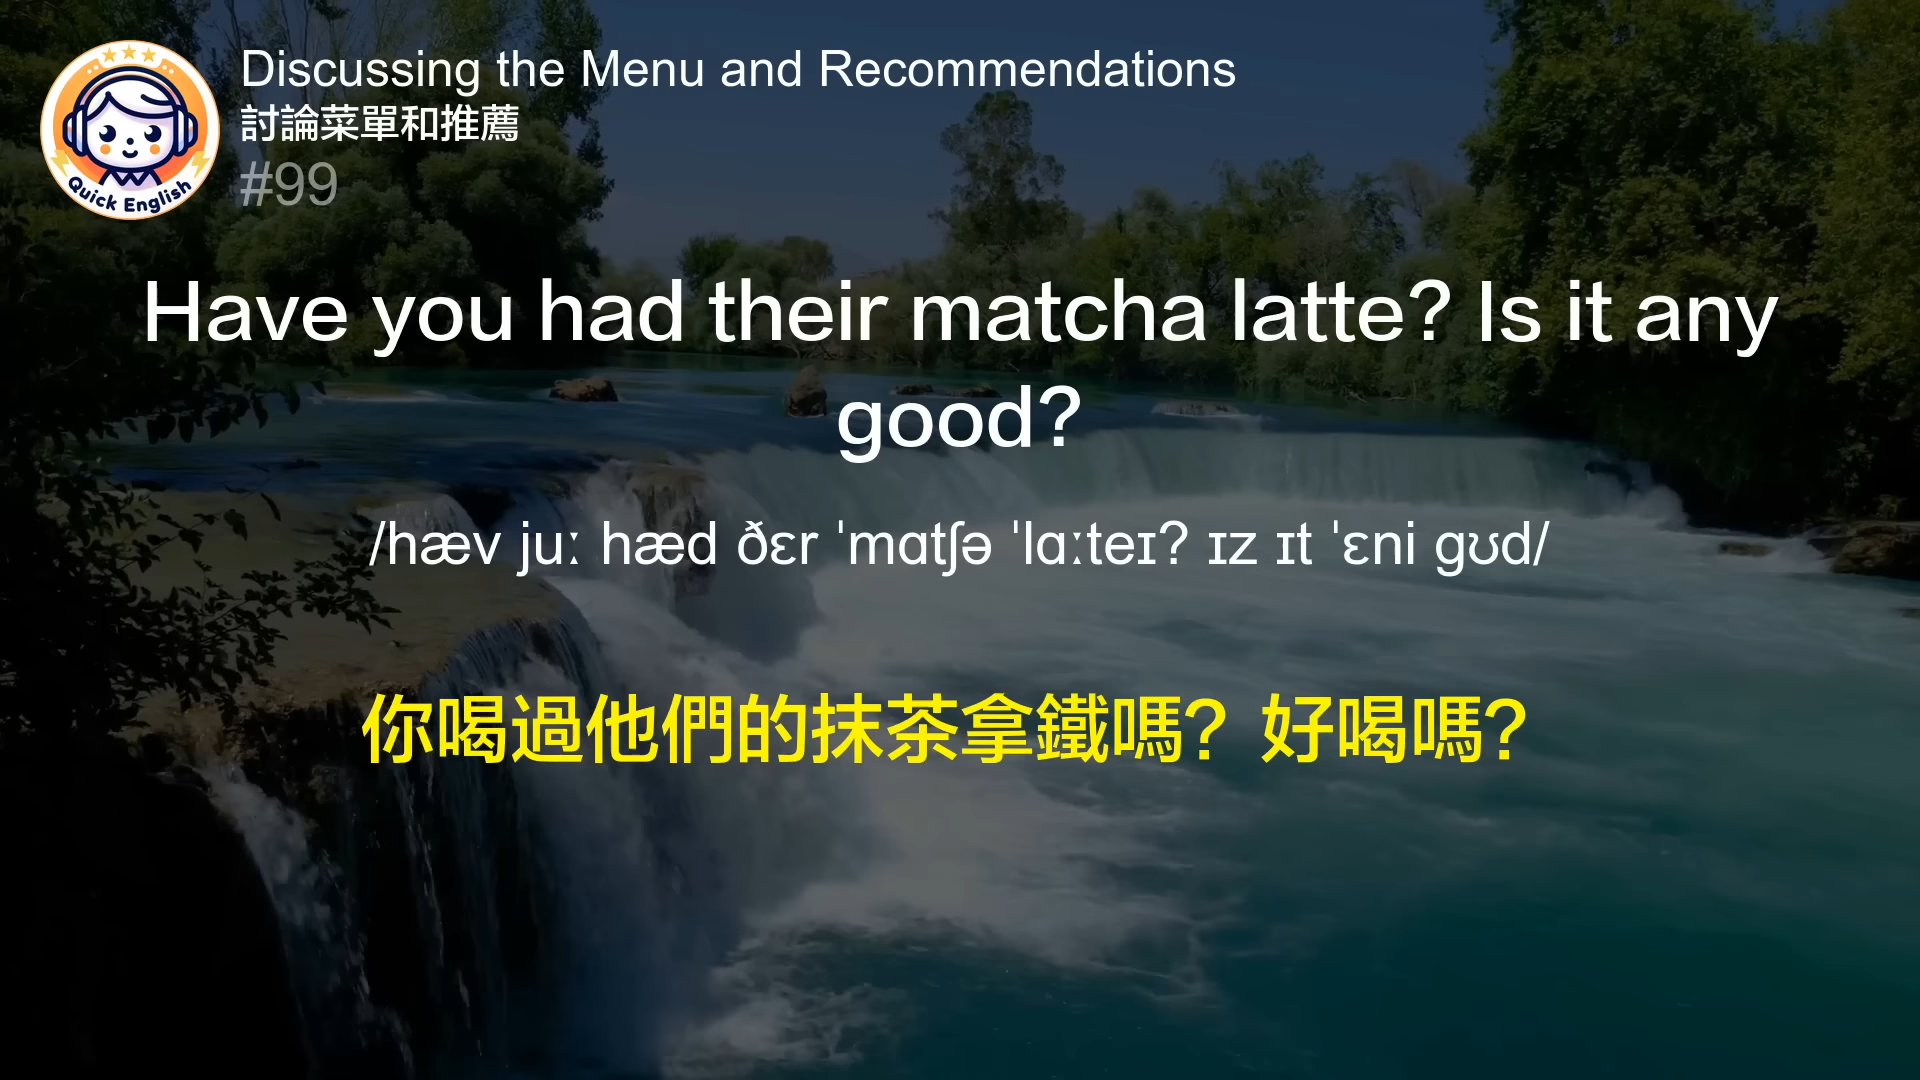 Quick English
Discussing the Menu and Recommendations
討論菜單和推薦
#99
Have you had their matcha latte? Is it any
good?
/hæv juː hæd ðɛr ˈmɑtʃə ˈlɑːteɪ? ɪz ɪt ˈɛni ɡʊd/
你喝過他們的抹茶拿鐵嗎？好喝嗎？